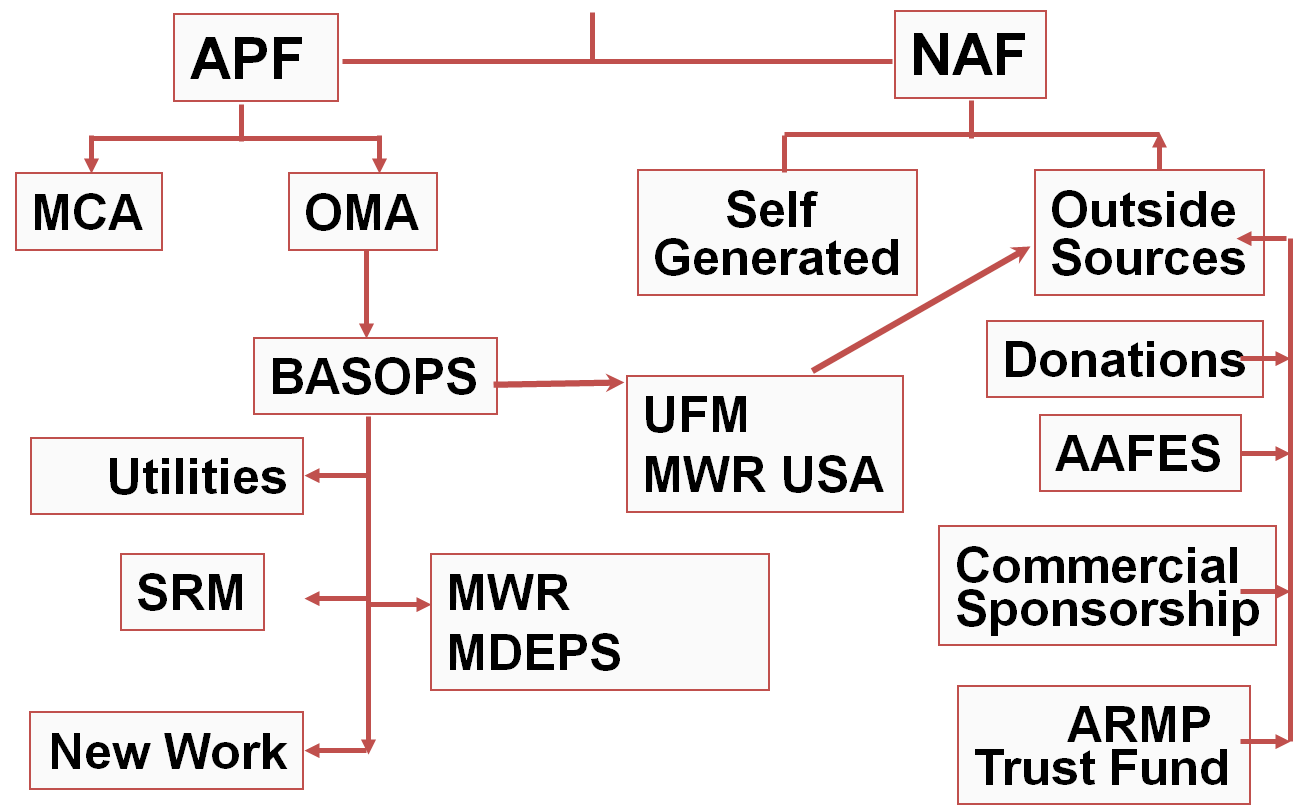 APF
NAF
MCA
OMA
Self
Generated
Outside
Sources
BASOPS
UFM
MWR USA
Donations
AAFES
Utilities
SRM
MWR
MDEPS
Commercial
Sponsorship
New Work
ARMP
Trust Fund